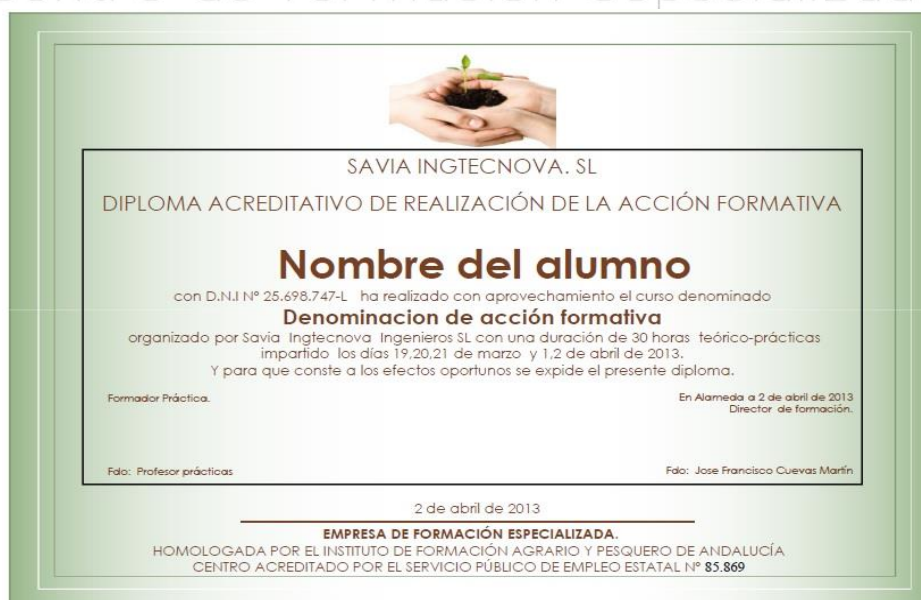 SAVIA INGTECNOVA. SL
DIPLOMA ACREDITATIVO DE REALIZACIÓN DE LA ACCIÓN FORMATIVA
Nombre del alumno
con D.N.I Nº 25.698.747-L ha realizado con aprovechamiento el curso denominado
Denominacion de acción formativa
organizado por Savia Ingtecnova Ingenieros SL con una duración de 30 horas teórico-prácticas
impartido los días 19,20,21 de marzo y 1,2 de abril de 2013.
Y para que conste a los efectos oportunos se expide el presente diploma.
Formador Práctica.
En Alameda a 2 de abril de 2013
Director de formación.
Fdo: Profesor prácticas
Fdo: Jose Francisco Cuevas Martín
2 de abril de 2013
EMPRESA DE FORMACIÓN ESPECIALIZADA.
HOMOLOGADA POR EL INSTITUTO DE FORMACIÓN AGRARIO Y PESQUERO DE ANDALUCÍA
CENTRO ACREDITADO POR EL SERVICIO PÚBLICO DE EMPLEO ESTATAL Nº 85.869